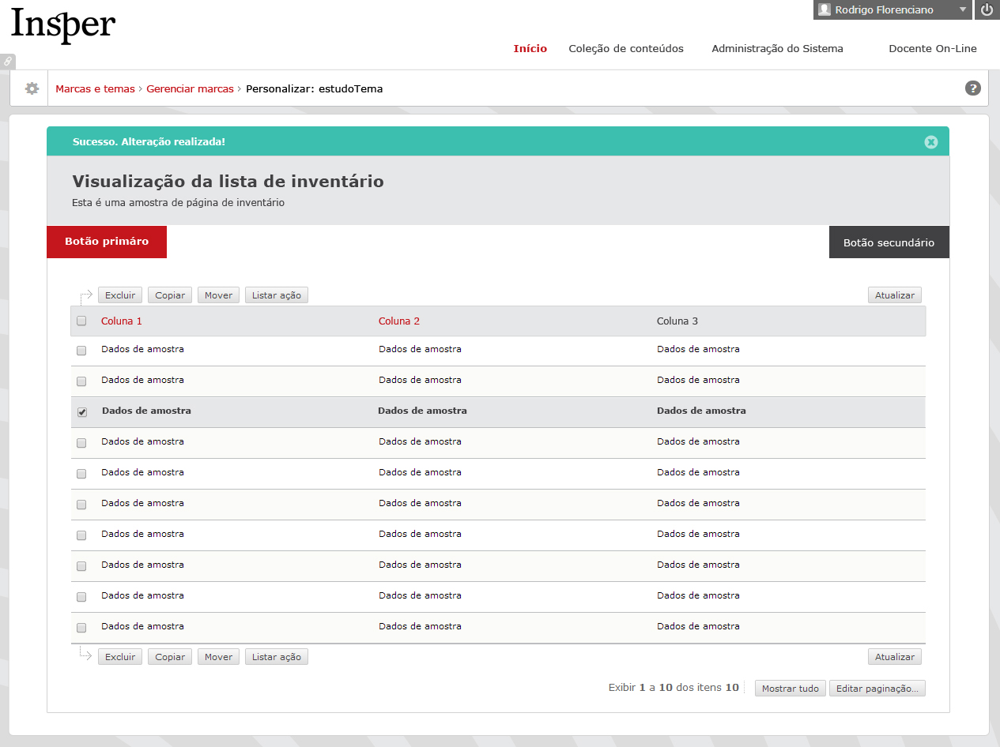 Insper
Rodrigo Florenciano
Início Coleção de conteúdos Administração do Sistema Docente On-Line
Marcas e temas › Gerenciar marcas › Personalizar: estudoTema ?
Sucesso. Alteração realizada!
Visualização da lista de inventário
Esta é uma amostra de página de inventário
Botão primáro Botão secundário
Excluir Copiar Mover Listar ação Atualizar
Coluna 1 Coluna 2 Coluna 3
Dados de amostra Dados de amostra Dados de amostra
Dados de amostra Dados de amostra Dados de amostra
Dados de amostra Dados de amostra Dados de amostra
Dados de amostra Dados de amostra Dados de amostra
Dados de amostra Dados de amostra Dados de amostra
Dados de amostra Dados de amostra Dados de amostra
Dados de amostra Dados de amostra Dados de amostra
Dados de amostra Dados de amostra Dados de amostra
Dados de amostra Dados de amostra Dados de amostra
Dados de amostra Dados de amostra Dados de amostra
Excluir Copiar Mover Listar ação Atualizar
Exibir 1 a 10 dos itens 10 Mostrar tudo Editar paginação...